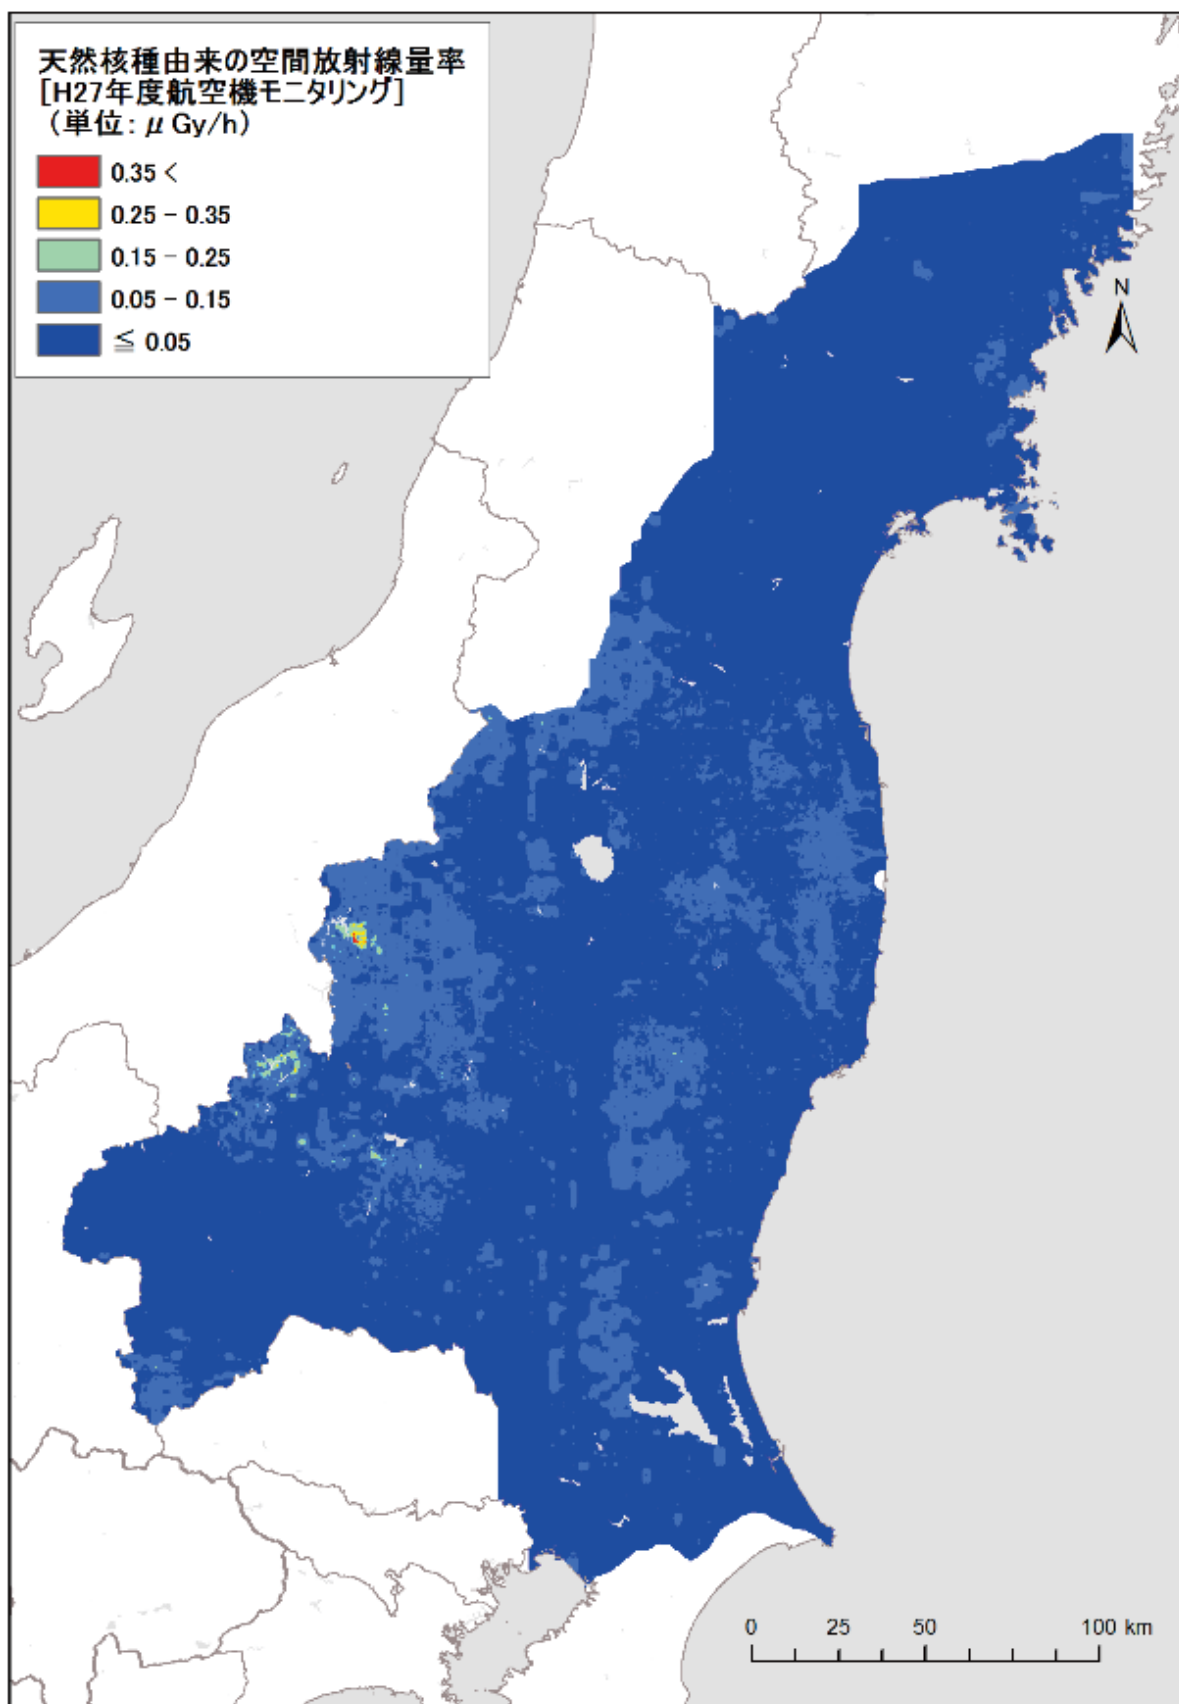 天然核種由来の空間放射線量率
[H27年度航空機モニタリング]
(単位: μ Gy/h)
0.35 <
0.25 - 0.35
0.15 - 0.25
0.05 - 0.15
≦ 0.05
N
0 25 50 100 km